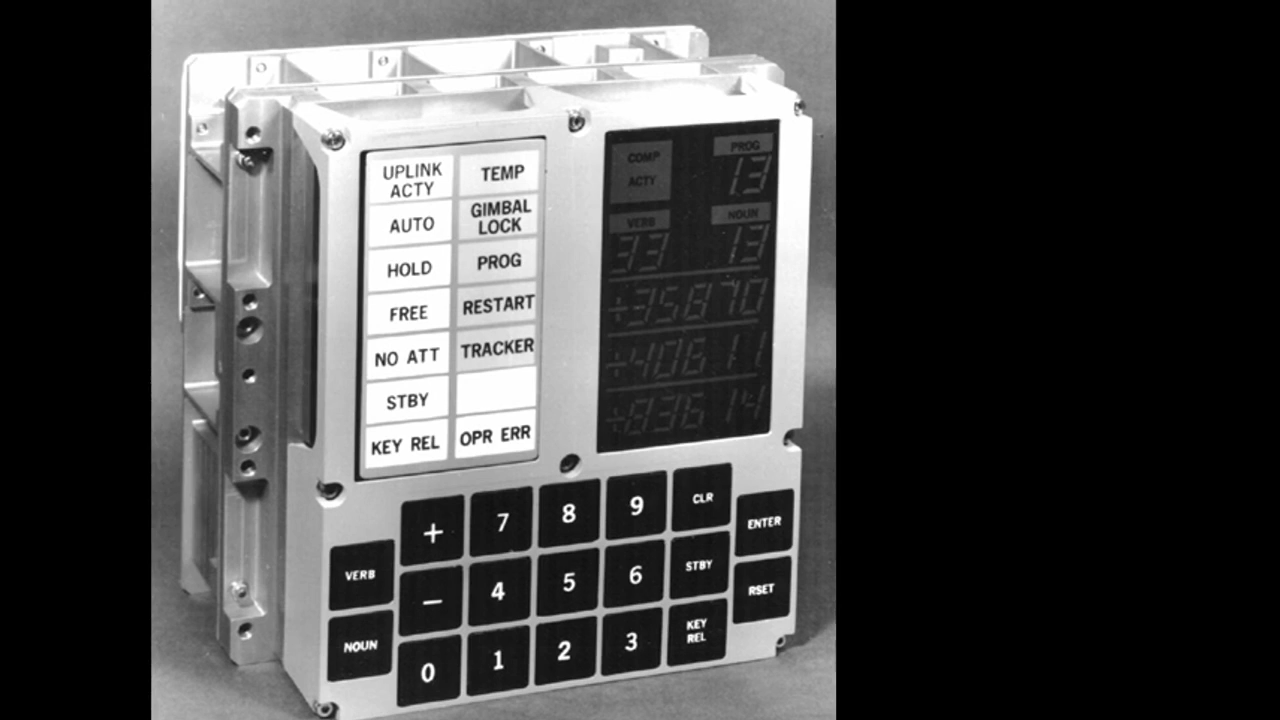 UPLINK
ACTY
TEMP
AUTO
GIMBAL
LOCK
HOLD
PROG
FREE
RESTART
NO ATT
TRACKER
STBY
KEY REL
OPR ERR
COMP
ACTY
PROG
13
VERB
NOUN
33
13
+35870
+40611
+83614
+
7
8
9
CLR
ENTER
VERB
−
4
5
6
STBY
RSET
NOUN
0
1
2
3
KEY
REL